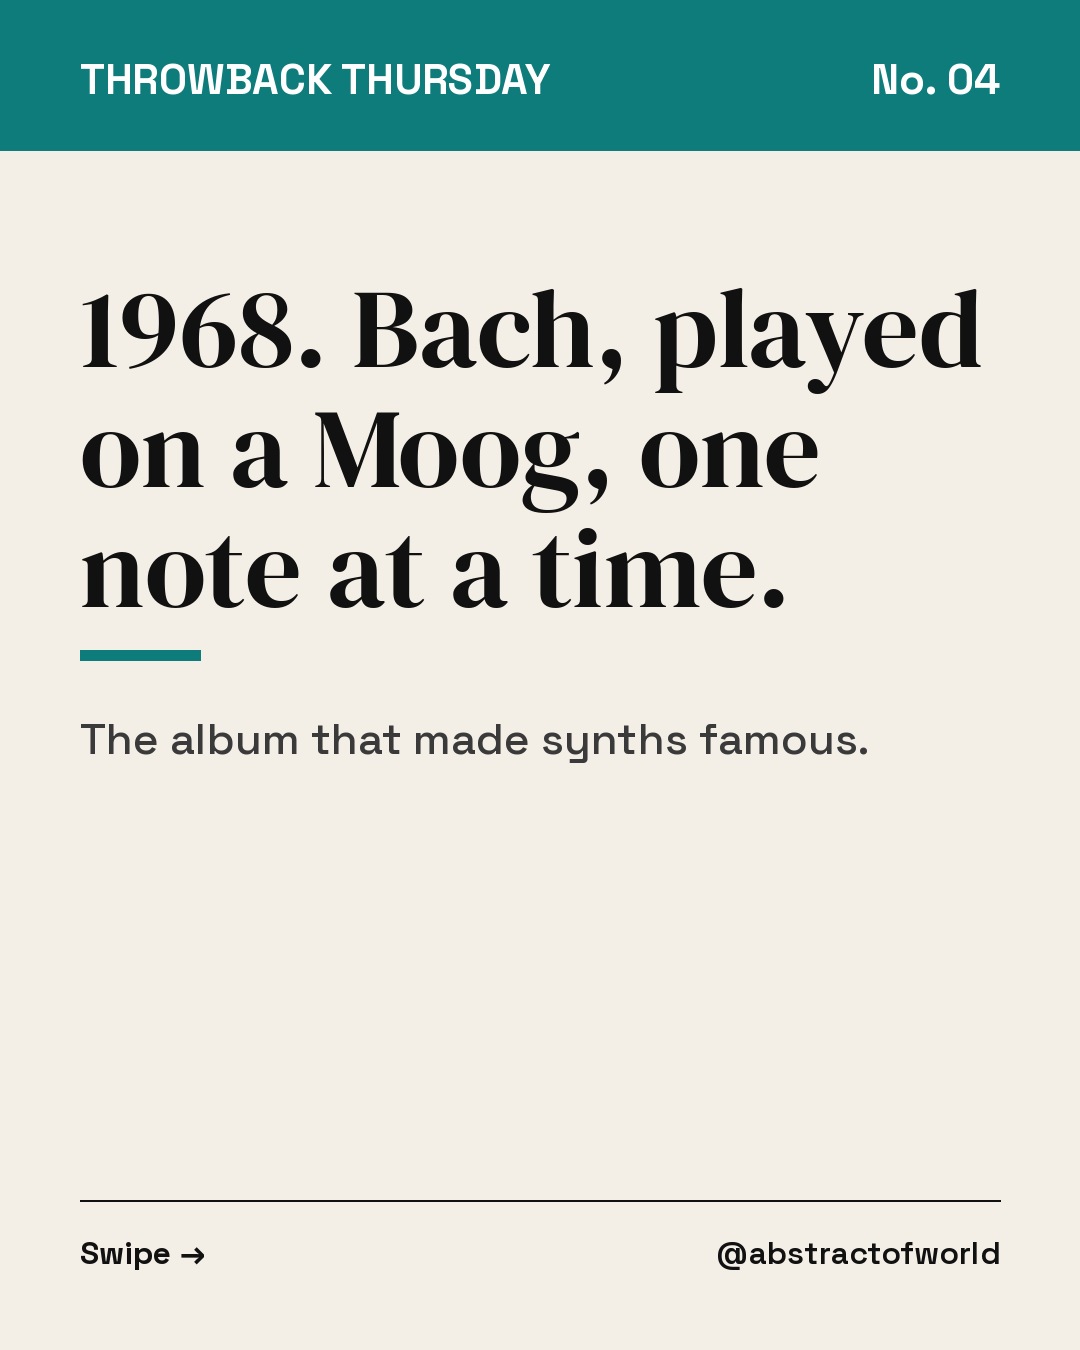 THROWBACK THURSDAY
No. 04
1968. Bach, played
on a Moog, one
note at a time.
The album that made synths famous.
Swipe →
@abstractofworld